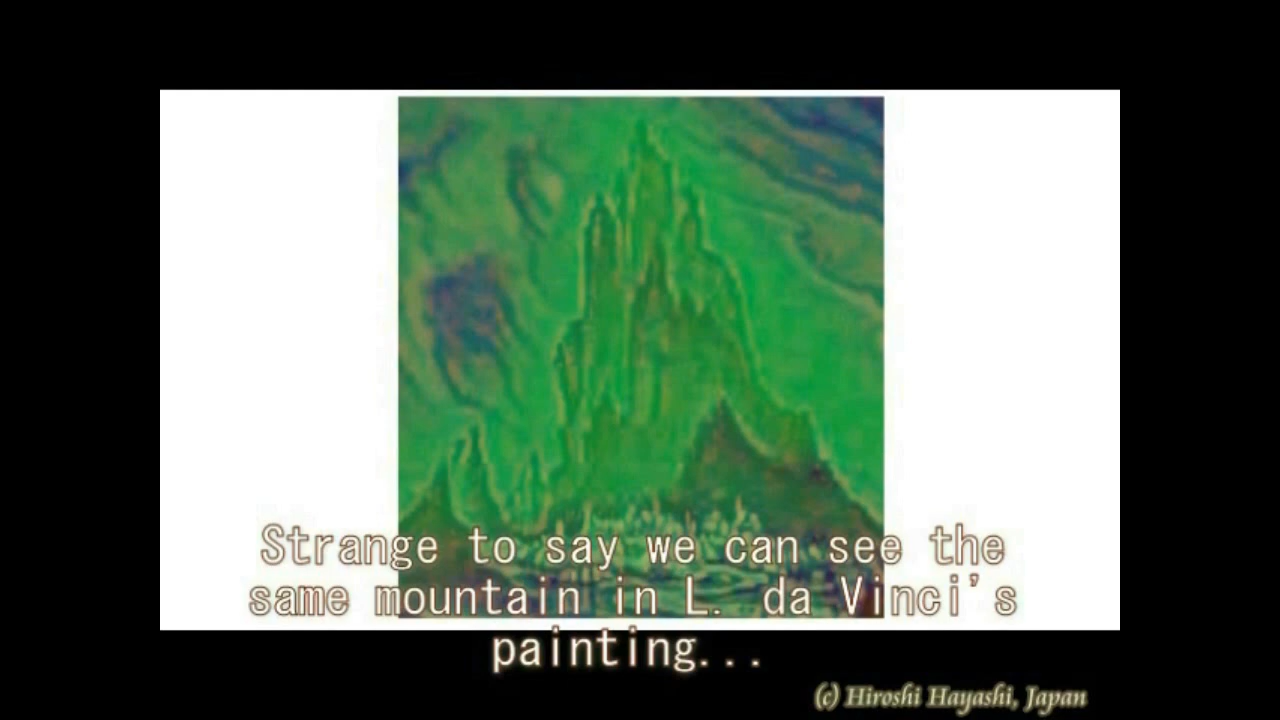 Strange to say we can see the
same mountain in L. da Vinci's
painting...
(c) Hiroshi Hayashi, Japan